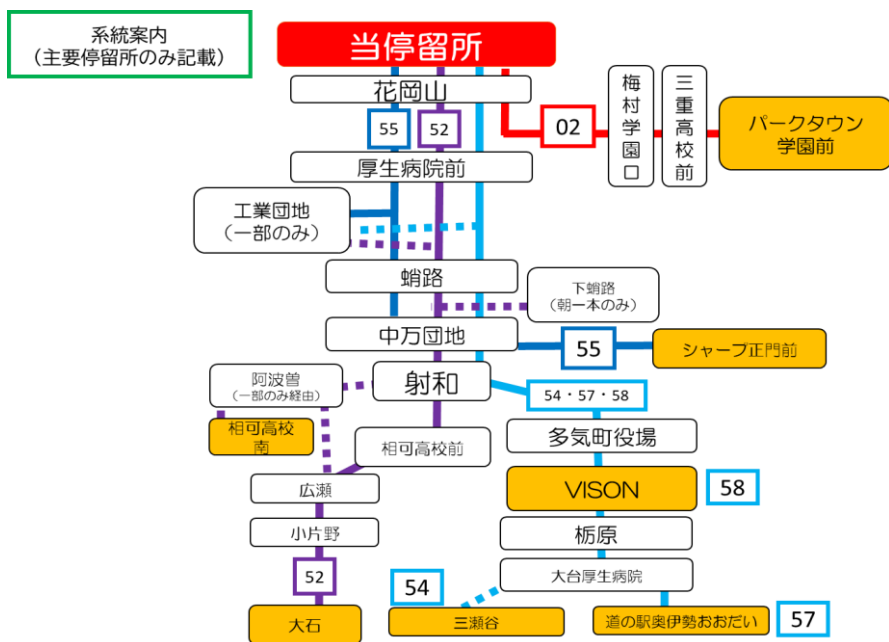 系統案内
（主要停留所のみ記載）
当停留所
花岡山
55
52
02
梅村学園口
三重高校前
パークタウン
学園前
厚生病院前
工業団地
（一部のみ）
蛸路
下蛸路
（朝一本のみ）
中万団地
55
シャープ正門前
阿波曽
（一部のみ経由）
射和
54・57・58
相可高校
南
相可高校前
多気町役場
広瀬
VISON
58
小片野
栃原
52
54
大台厚生病院
大石
三瀬谷
道の駅奥伊勢おおだい
57